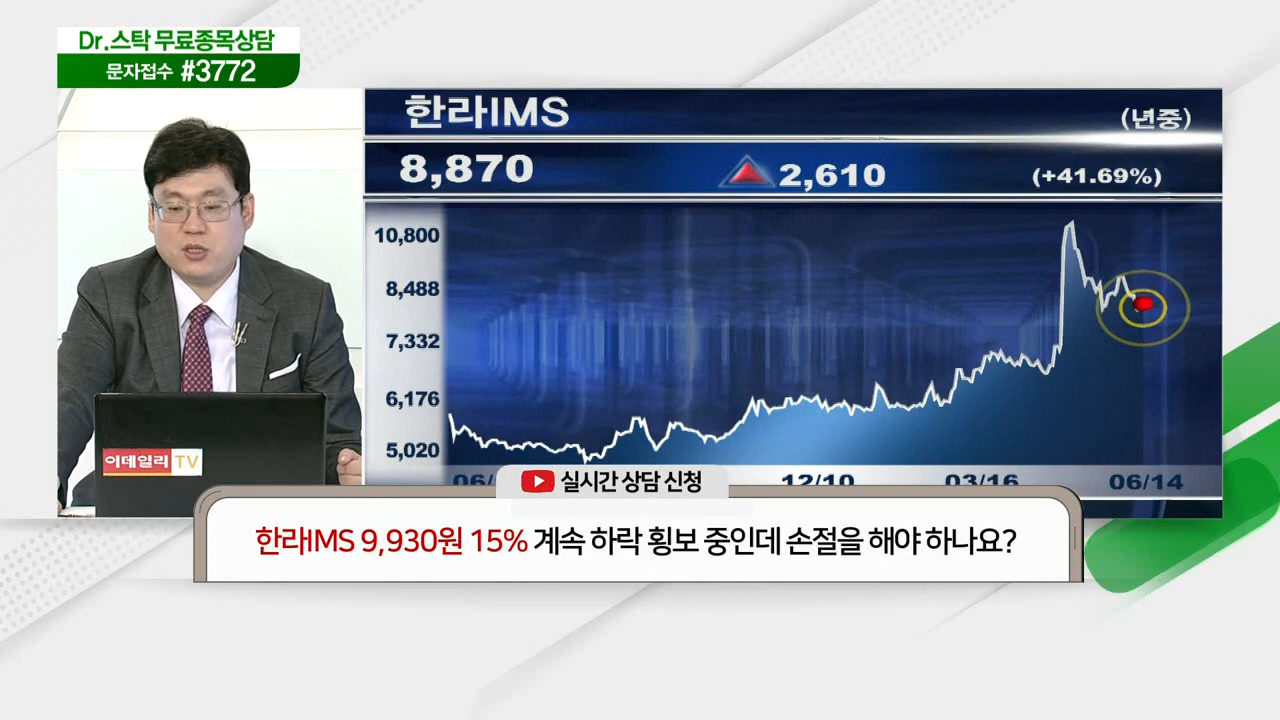 Dr.스탁 무료종목상담
문자접수 #3772
한라IMS
(년중)
8,870
2,610
(+41.69%)
10,800
8,488
7,332
6,176
5,020
12/10
03/16
06/14
이데일리 TV
실시간 상담 신청
한라IMS 9,930원 15% 계속 하락 횡보 중인데 손절을 해야 하나요?